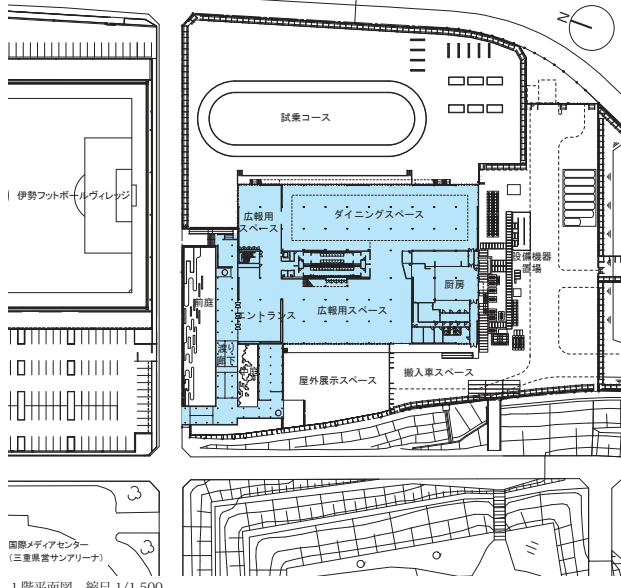 N
試乗コース
伊勢フットボールヴィレッジ
広報用
スペース
ダイニングスペース
設備機器
置場
厨房
前庭
エントランス
広報用スペース
渡り
廊下
庭
屋外展示スペース
搬入車スペース
国際メディアセンター
(三重県営サンアリーナ)
1階平面図 縮尺 1/1,500